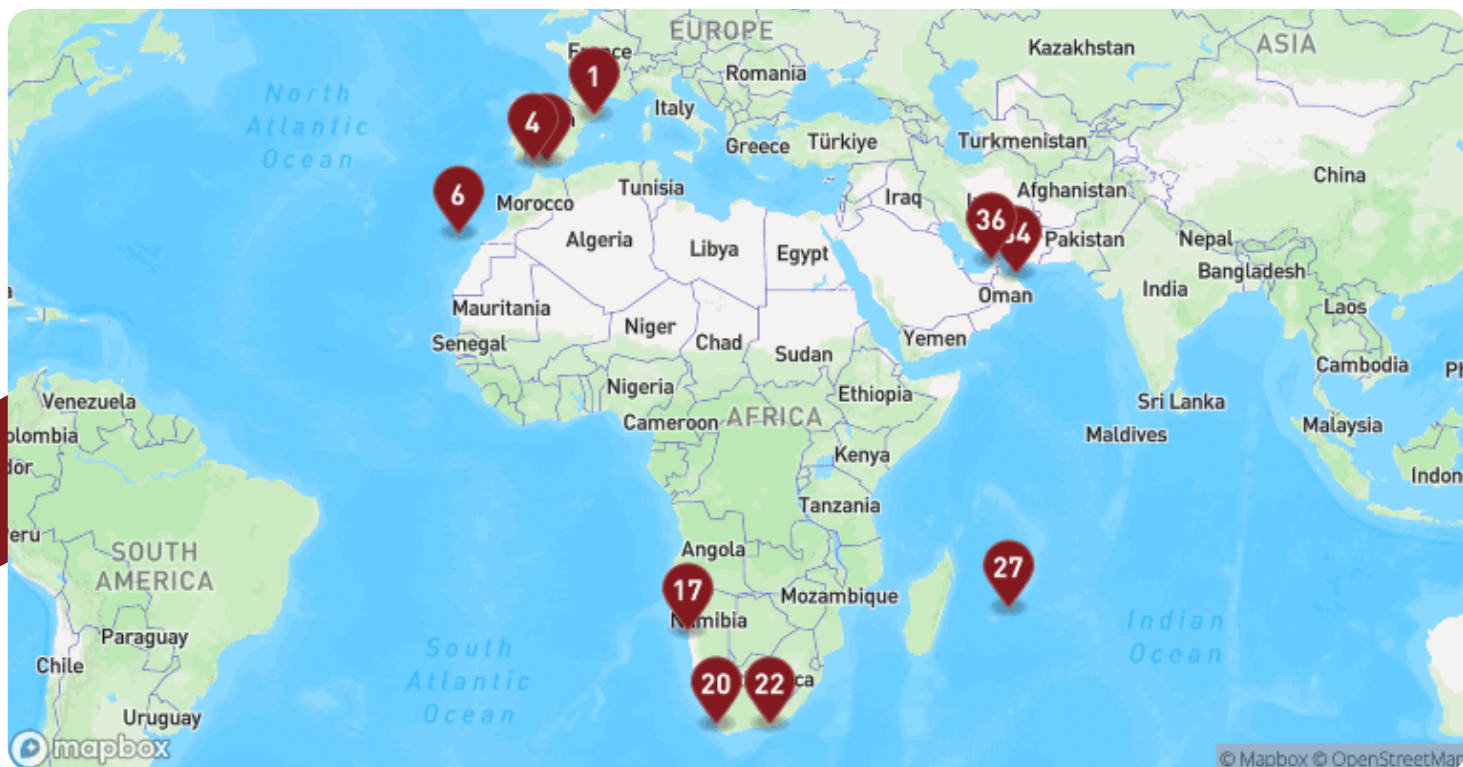 EUROPE
ASIA
Kazakhstan
France
1
Romania
North
Atlantic
Ocean
Italy
4
Turkmenistan
Türkiye
Greece
China
Tunisia
Afghanistan
6
Morocco
Iraq
36
34
Pakistan
Nepal
Algeria
Libya
Egypt
Bangladesh
India
Oman
Mauritania
Laos
Niger
Chad
Yemen
Senegal
Sudan
Cambodia
Nigeria
Ethiopia
Venezuela
Sri Lanka
Cameroon
AFRICA
Malaysia
Maldives
Kenya
Tanzania
SOUTH
AMERICA
Angola
27
17
Mozambique
Namibia
Indian
Ocean
Paraguay
South
Atlantic
Ocean
Chile
20
22
Uruguay
mapbox
© Mapbox © OpenStreetMap